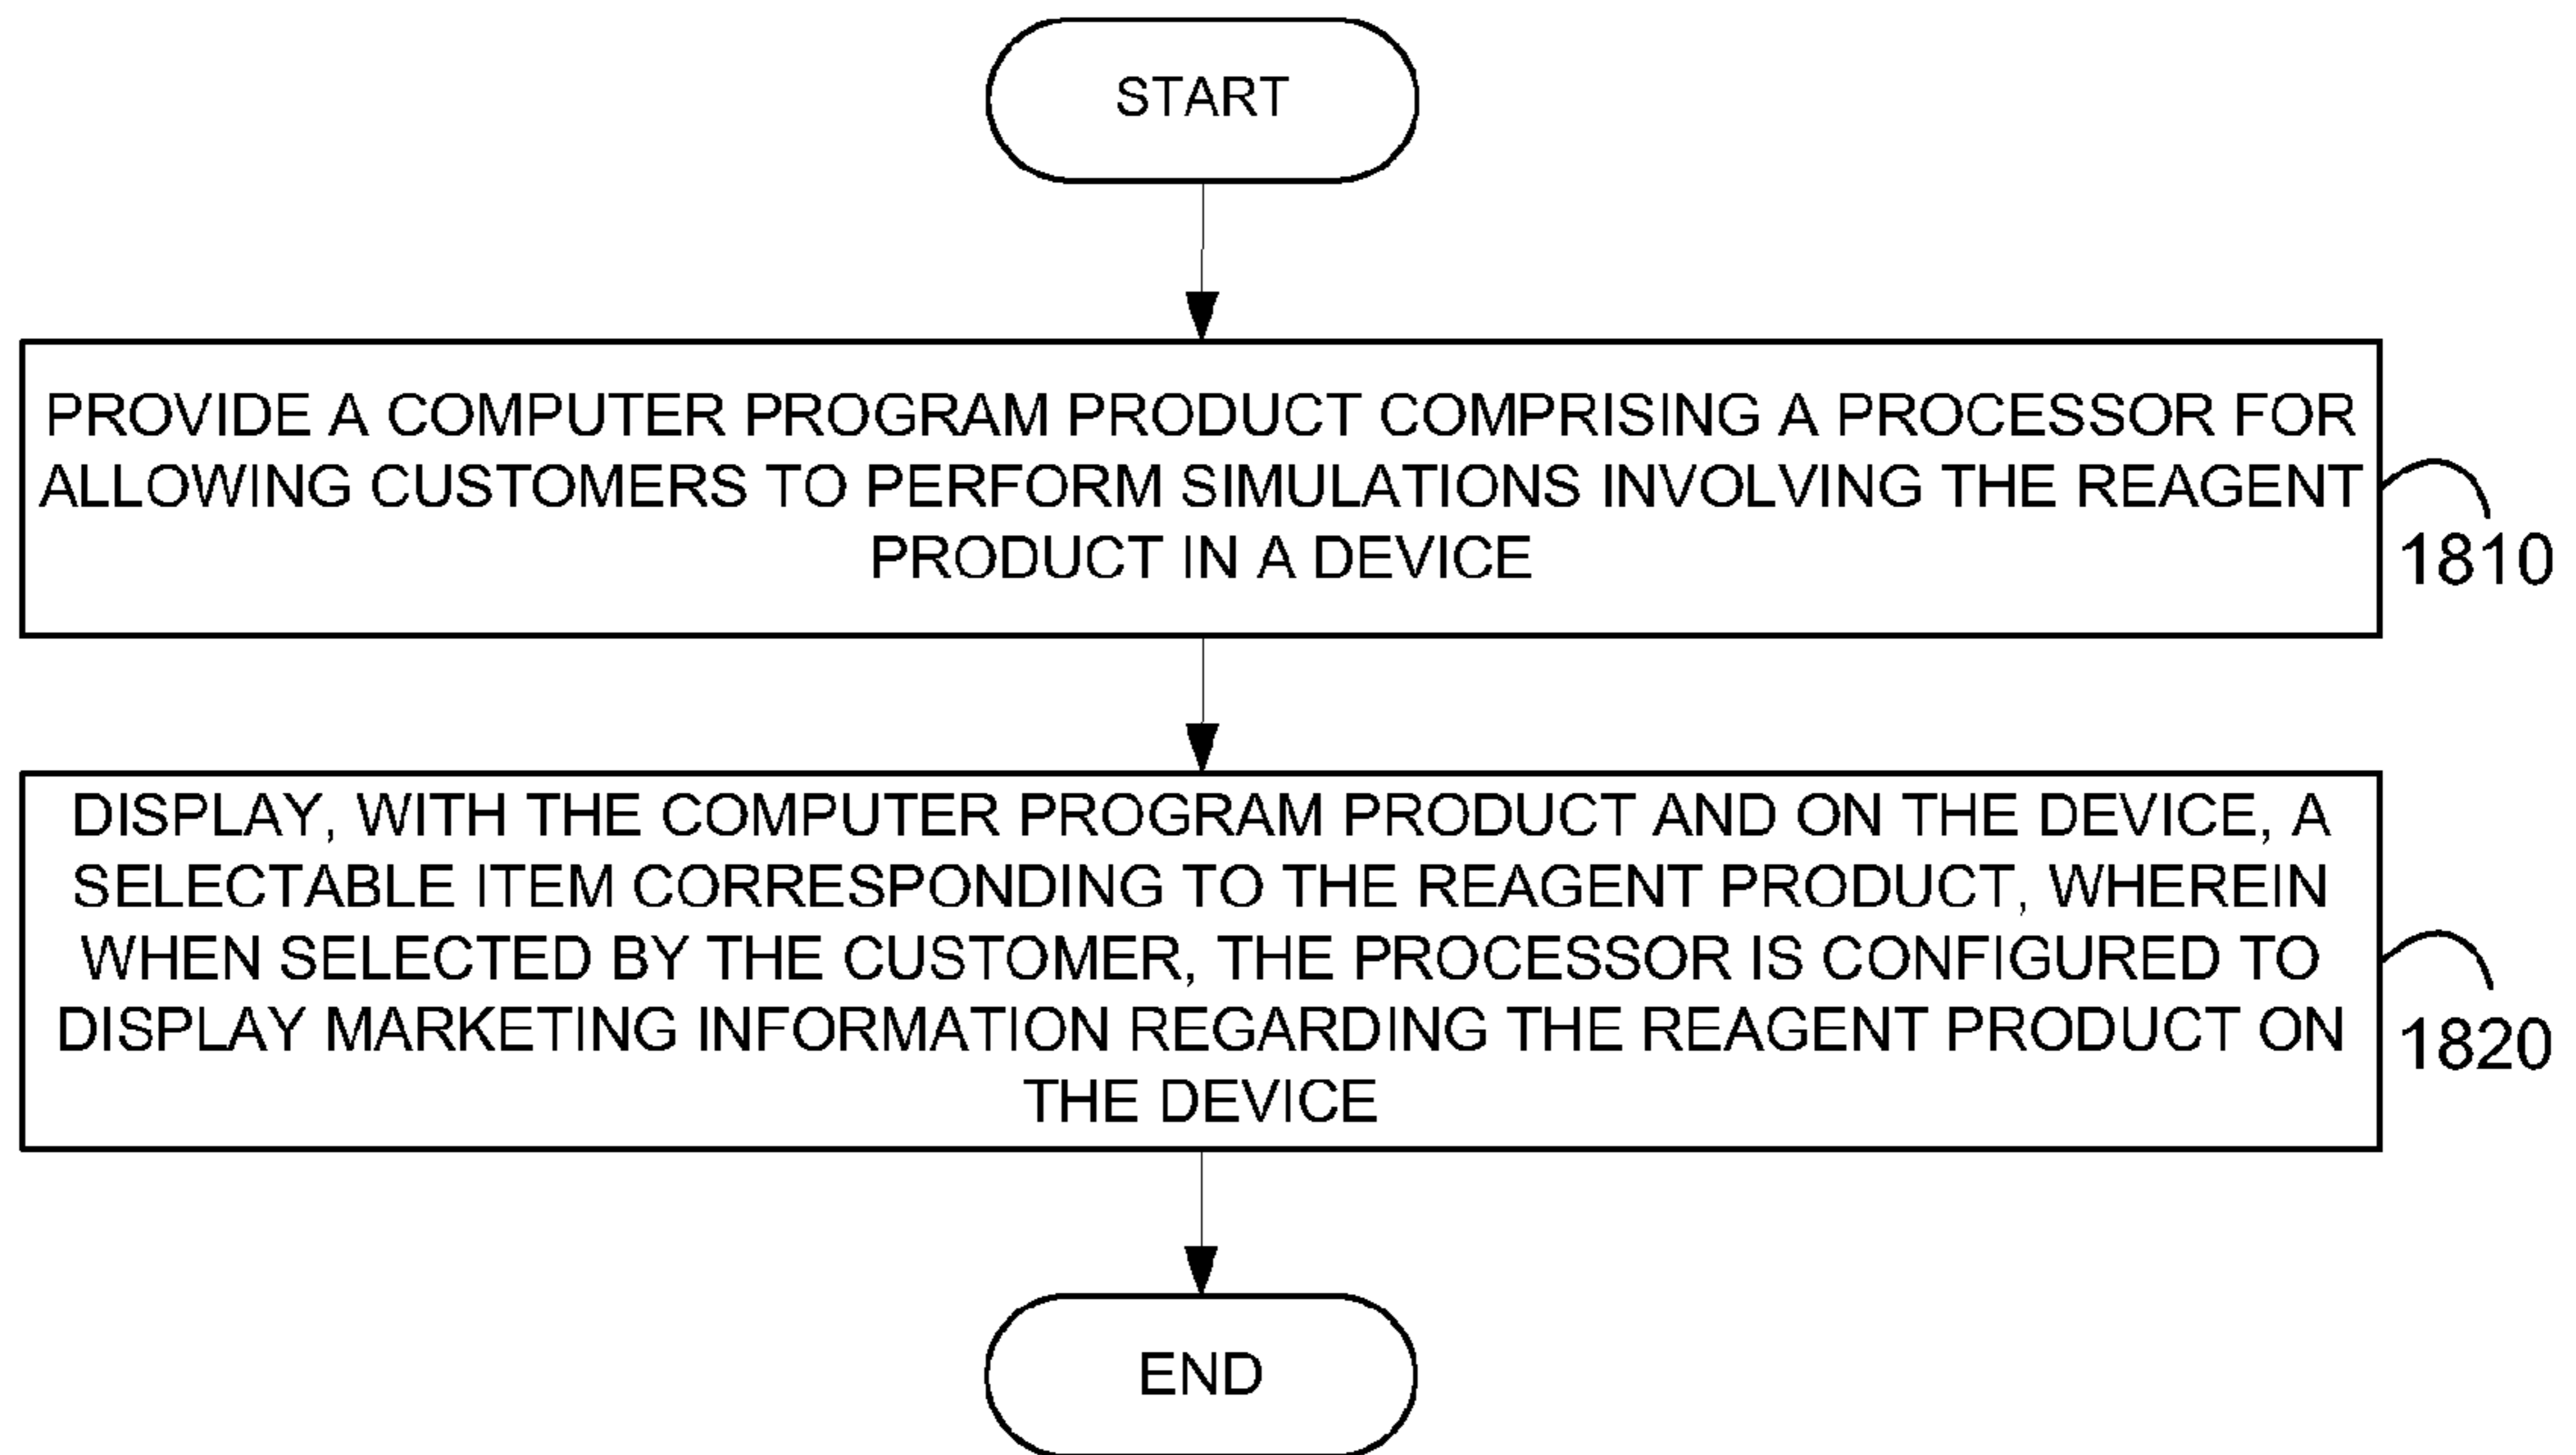 START
PROVIDE A COMPUTER PROGRAM PRODUCT COMPRISING A PROCESSOR FOR
ALLOWING CUSTOMERS TO PERFORM SIMULATIONS INVOLVING THE REAGENT
PRODUCT IN A DEVICE
1810
DISPLAY, WITH THE COMPUTER PROGRAM PRODUCT AND ON THE DEVICE, A
SELECTABLE ITEM CORRESPONDING TO THE REAGENT PRODUCT, WHEREIN
WHEN SELECTED BY THE CUSTOMER, THE PROCESSOR IS CONFIGURED TO
DISPLAY MARKETING INFORMATION REGARDING THE REAGENT PRODUCT ON
THE DEVICE
1820
END